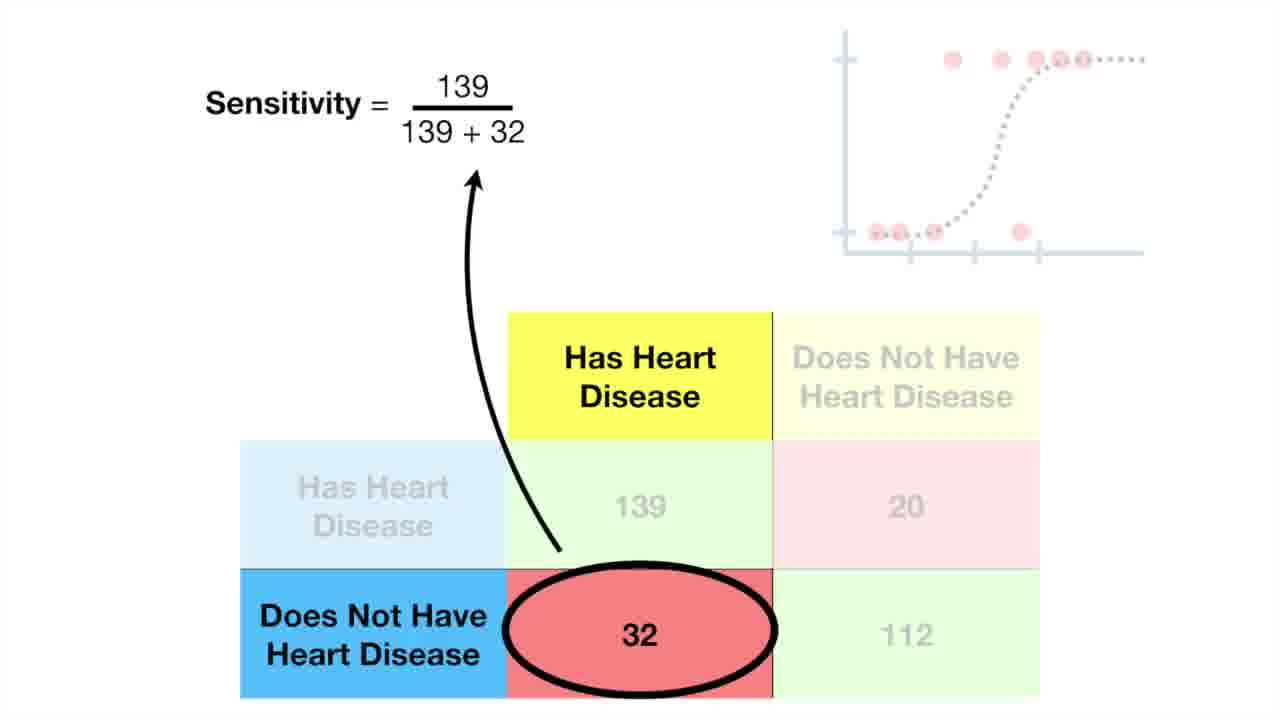 Sensitivity = 139
139 + 32
Has Heart
Disease
Does Not Have
Heart Disease
Has Heart
Disease
139
20
Does Not Have
Heart Disease
32
112